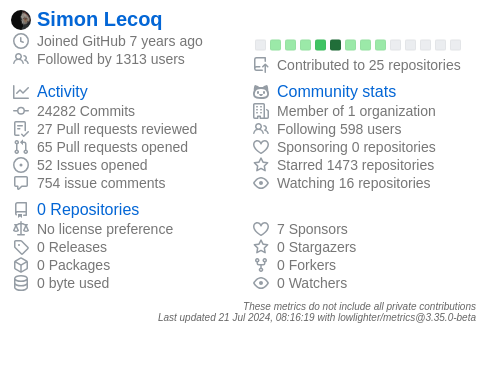 Simon Lecoq
Joined GitHub 7 years ago
Followed by 1313 users
Contributed to 25 repositories
Activity
24282 Commits
27 Pull requests reviewed
65 Pull requests opened
52 Issues opened
754 issue comments
Community stats
Member of 1 organization
Following 598 users
Sponsoring 0 repositories
Starred 1473 repositories
Watching 16 repositories
0 Repositories
No license preference
0 Releases
0 Packages
0 byte used
7 Sponsors
0 Stargazers
0 Forkers
0 Watchers
These metrics do not include all private contributions
Last updated 21 Jul 2024, 08:16:19 with lowlighter/metrics@3.35.0-beta